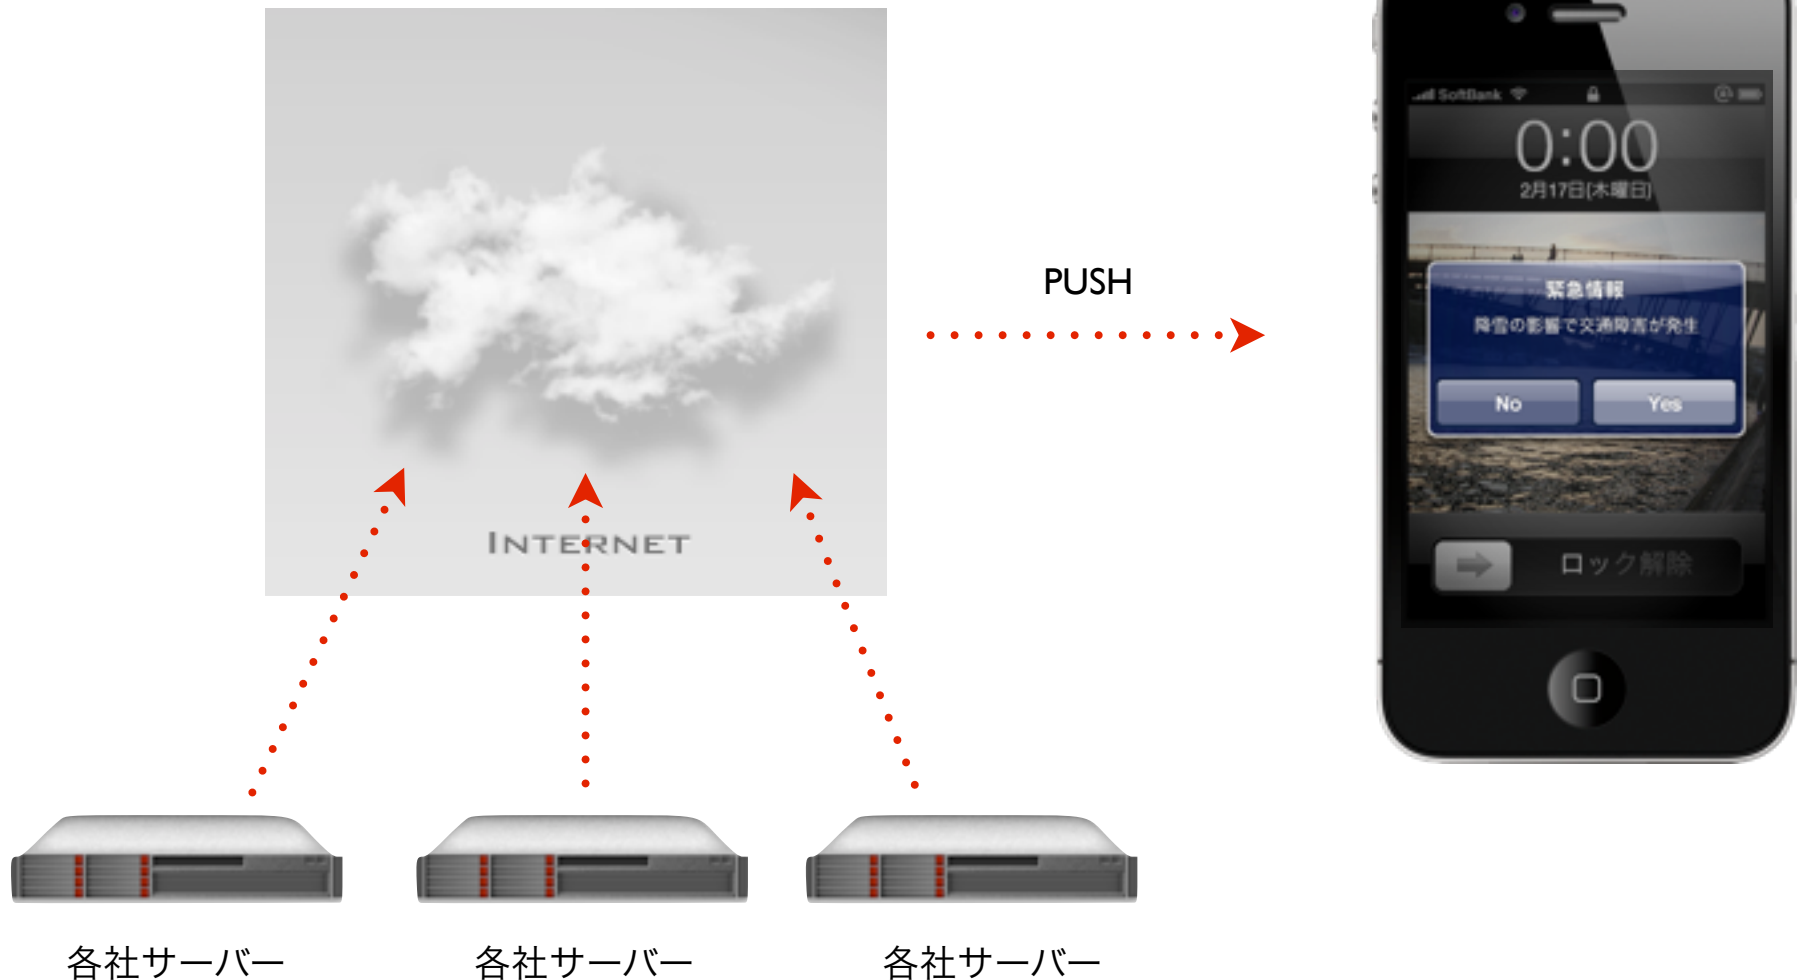 PUSH
SoftBank
0:00
2月17日(木曜日)
緊急情報
降雪の影響で交通障害が発生
No
Yes
ロック解除
INTERNET
各社サーバー
各社サーバー
各社サーバー